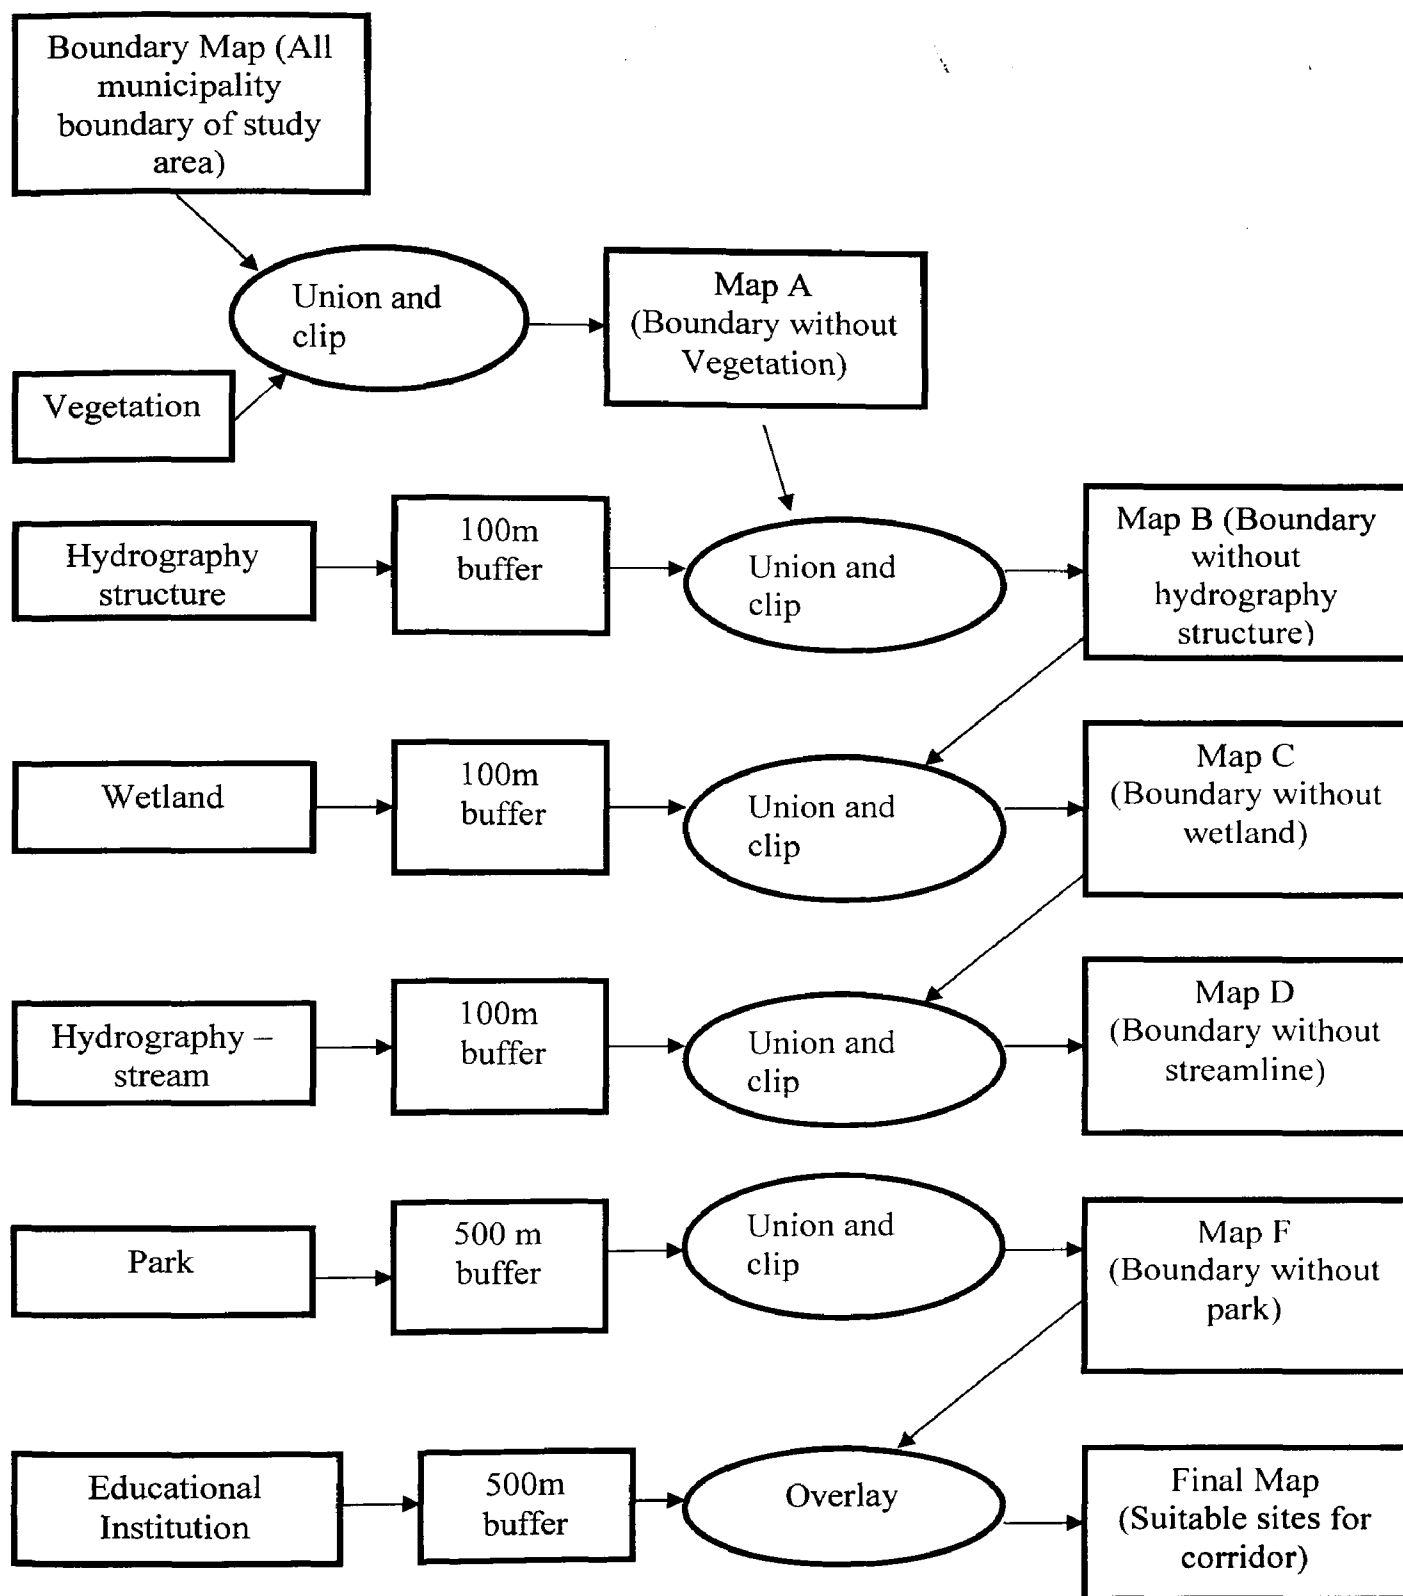 Boundary Map (All
municipality
boundary of study
area)
Union and
clip
Map A
(Boundary without
Vegetation)
Vegetation
Hydrography
structure
100m
buffer
Union and
clip
Map B (Boundary
without
hydrography
structure)
Wetland
100m
buffer
Union and
clip
Map C
(Boundary without
wetland)
Hydrography –
stream
100m
buffer
Union and
clip
Map D
(Boundary without
streamline)
Park
500 m
buffer
Union and
clip
Map F
(Boundary without
park)
Educational
Institution
500m
buffer
Overlay
Final Map
(Suitable sites for
corridor)